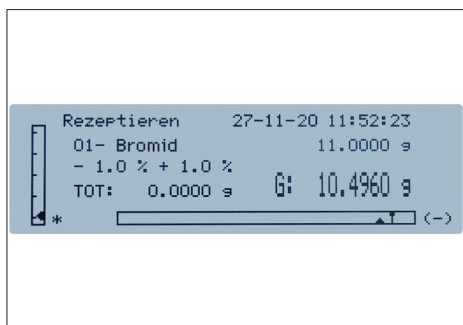 Rezeptieren 27-11-20 11:52:23
01- Bromid 11.0000 g
- 1.0 % + 1.0 %
TOT: 0.0000 g G: 10.4960 g
* (-)